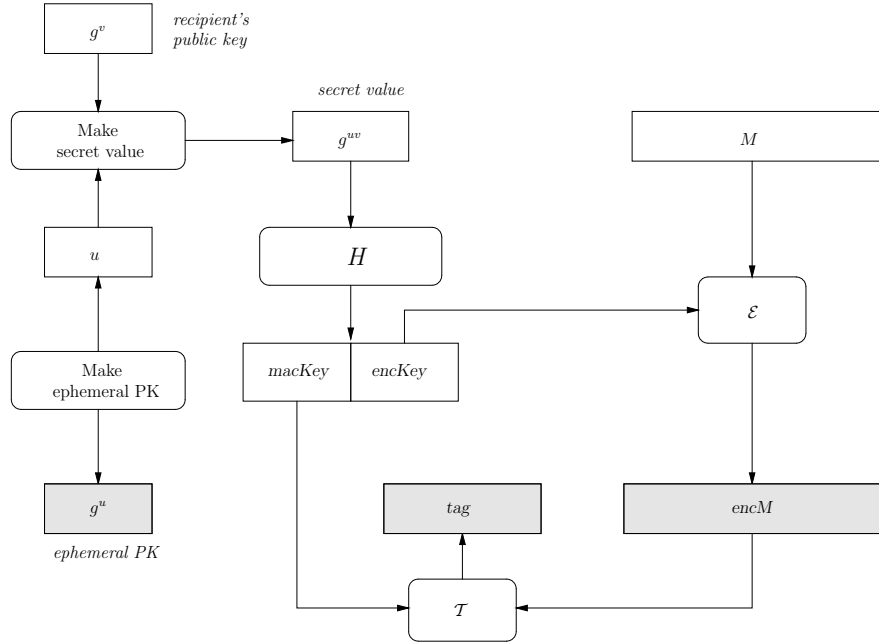 g^v
recipient's
public key
Make
secret value
secret value
g^{uv}
M
u
H
ℰ
Make
ephemeral PK
macKey
encKey
g^u
tag
encM
ephemeral PK
𝒯